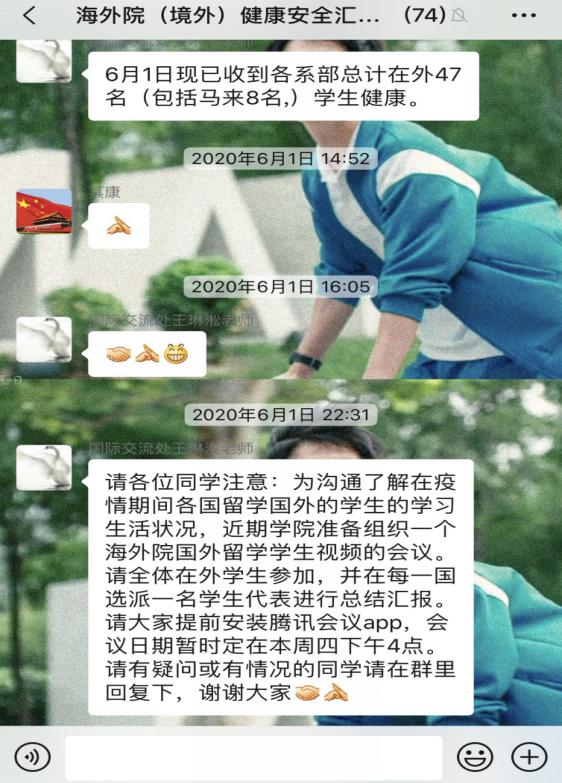 海外院（境外）健康安全汇... （74）
6月1日现已收到各系部总计在外47
名（包括马来8名,）学生健康。
2020年6月1日 14:52
康
2020年6月1日 16:05
国际交流处王琳淞老师
2020年6月1日 22:31
国际交流处王琳淞老师
请各位同学注意：为沟通了解在疫
情期间各国留学国外的学生的学习
生活状况，近期学院准备组织一个
海外院国外留学学生视频的会议。
请全体在外学生参加，并在每一国
选派一名学生代表进行总结汇报。
请大家提前安装腾讯会议app，会
议日期暂时定在本周四下午4点。
请有疑问或有情况的同学请在群里
回复下，谢谢大家🤝🙏